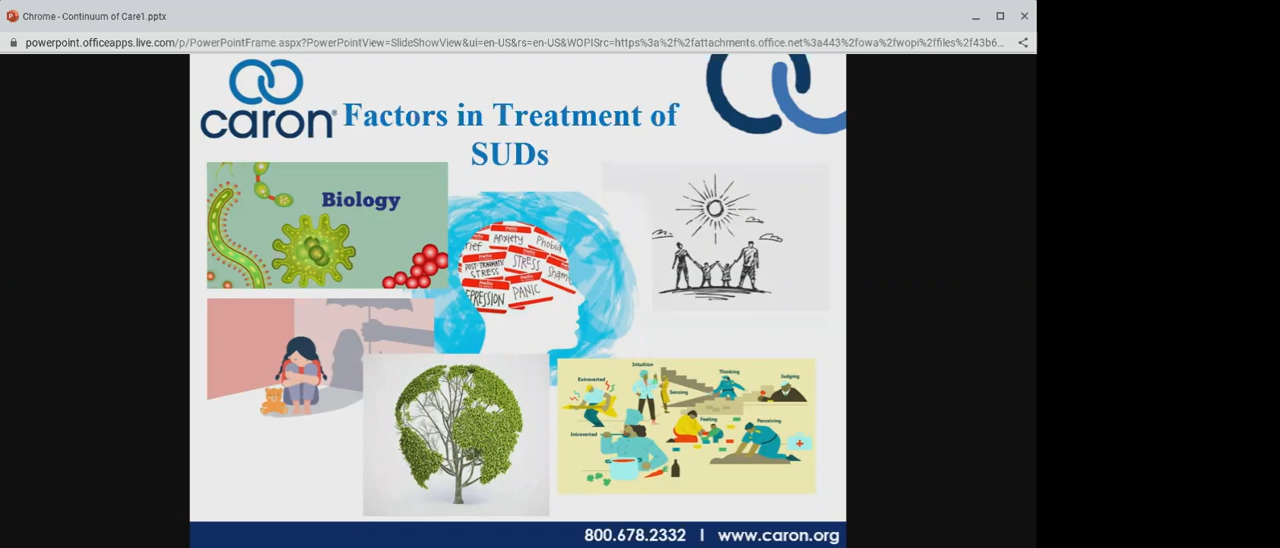 Chrome - Continuum of Care1.pptx
powerpoint.officeapps.live.com/p/PowerPointFrame.aspx?PowerPointView=SlideShowView&ui=en-US&rs=en-US&WOPISrc=https%3a%2f%2fattachments.office.net%3a443%2fowa%2fwopi%2ffiles%2f43b6...
caron®
Factors in Treatment of
SUDs
Biology
Anxiety
Phobia
POST-TRAUMATIC
STRESS
STRESS
Shame
PRESSION
PANIC
Extroverted
Intuition
Sensing
Thinking
Judging
Introverted
Feeling
Perceiving
800.678.2332 | www.caron.org